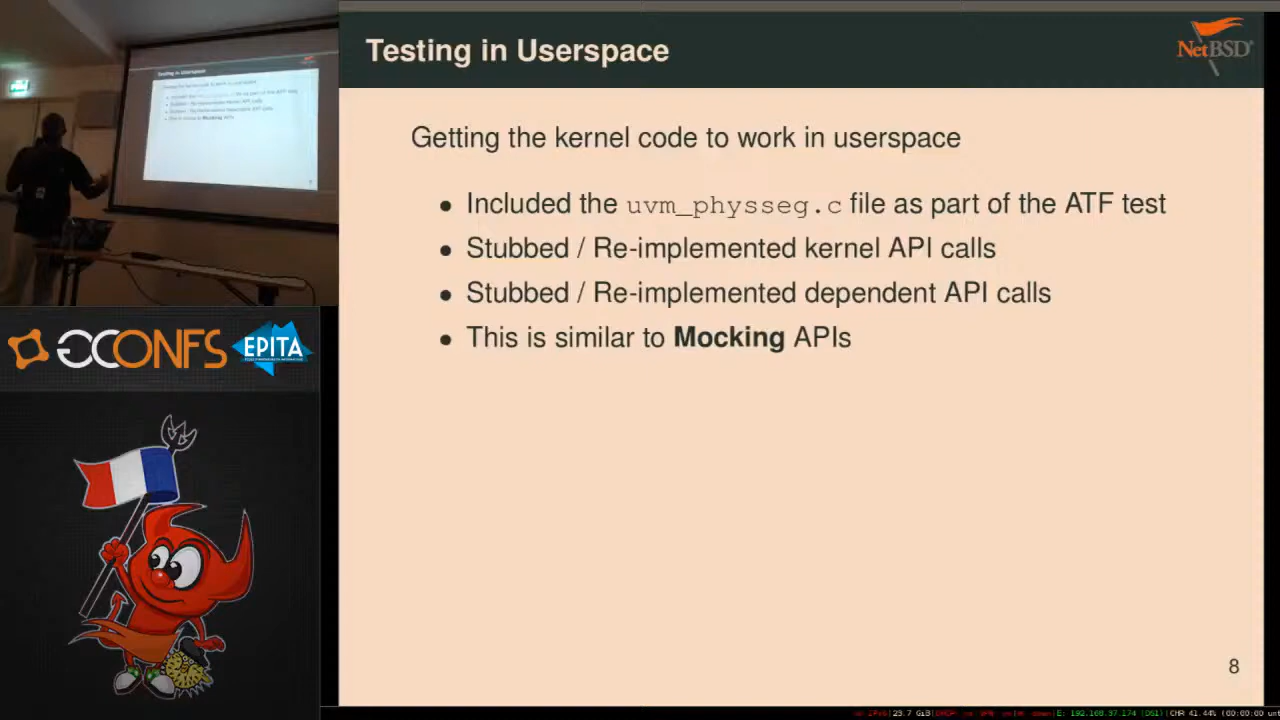 Testing in Userspace
NetBSD
Getting the kernel code to work in userspace
• Included the uvm_physseg.c file as part of the ATF test
• Stubbed / Re-implemented kernel API calls
• Stubbed / Re-implemented dependent API calls
• This is similar to Mocking APIs
CONFS
EPITA
8